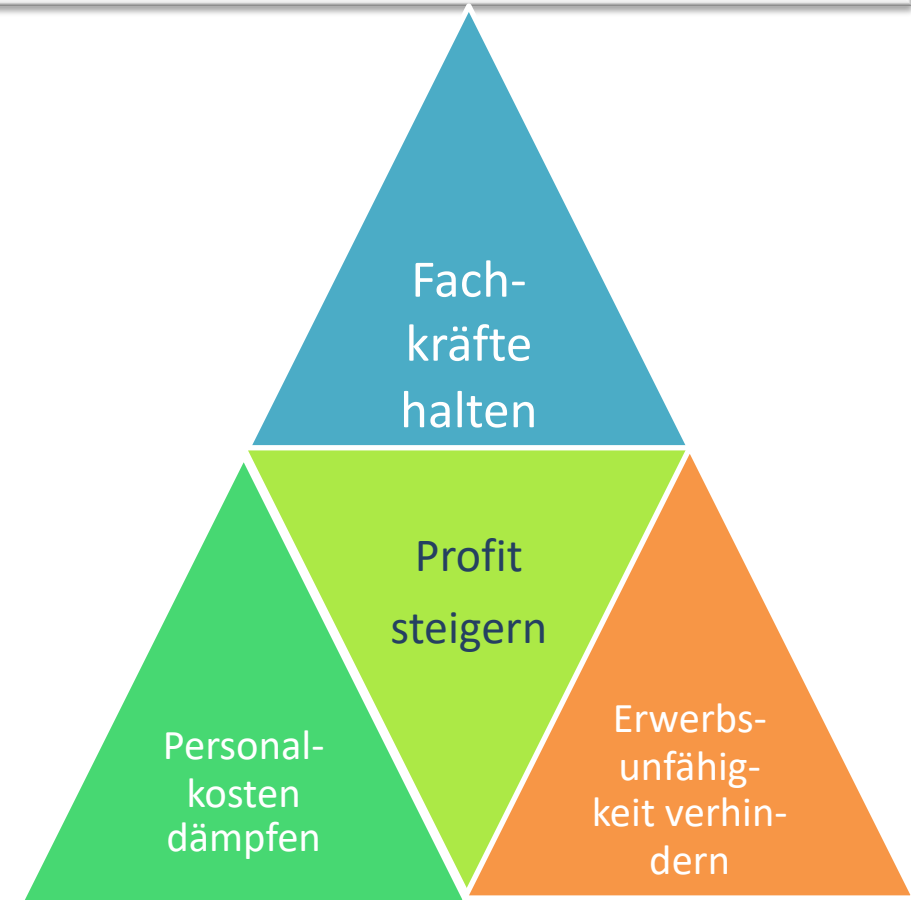 Fach-
kräfte
halten
Profit
steigern
Personal-
kosten
dämpfen
Erwerbs-
unfähig-
keit verhin-
dern